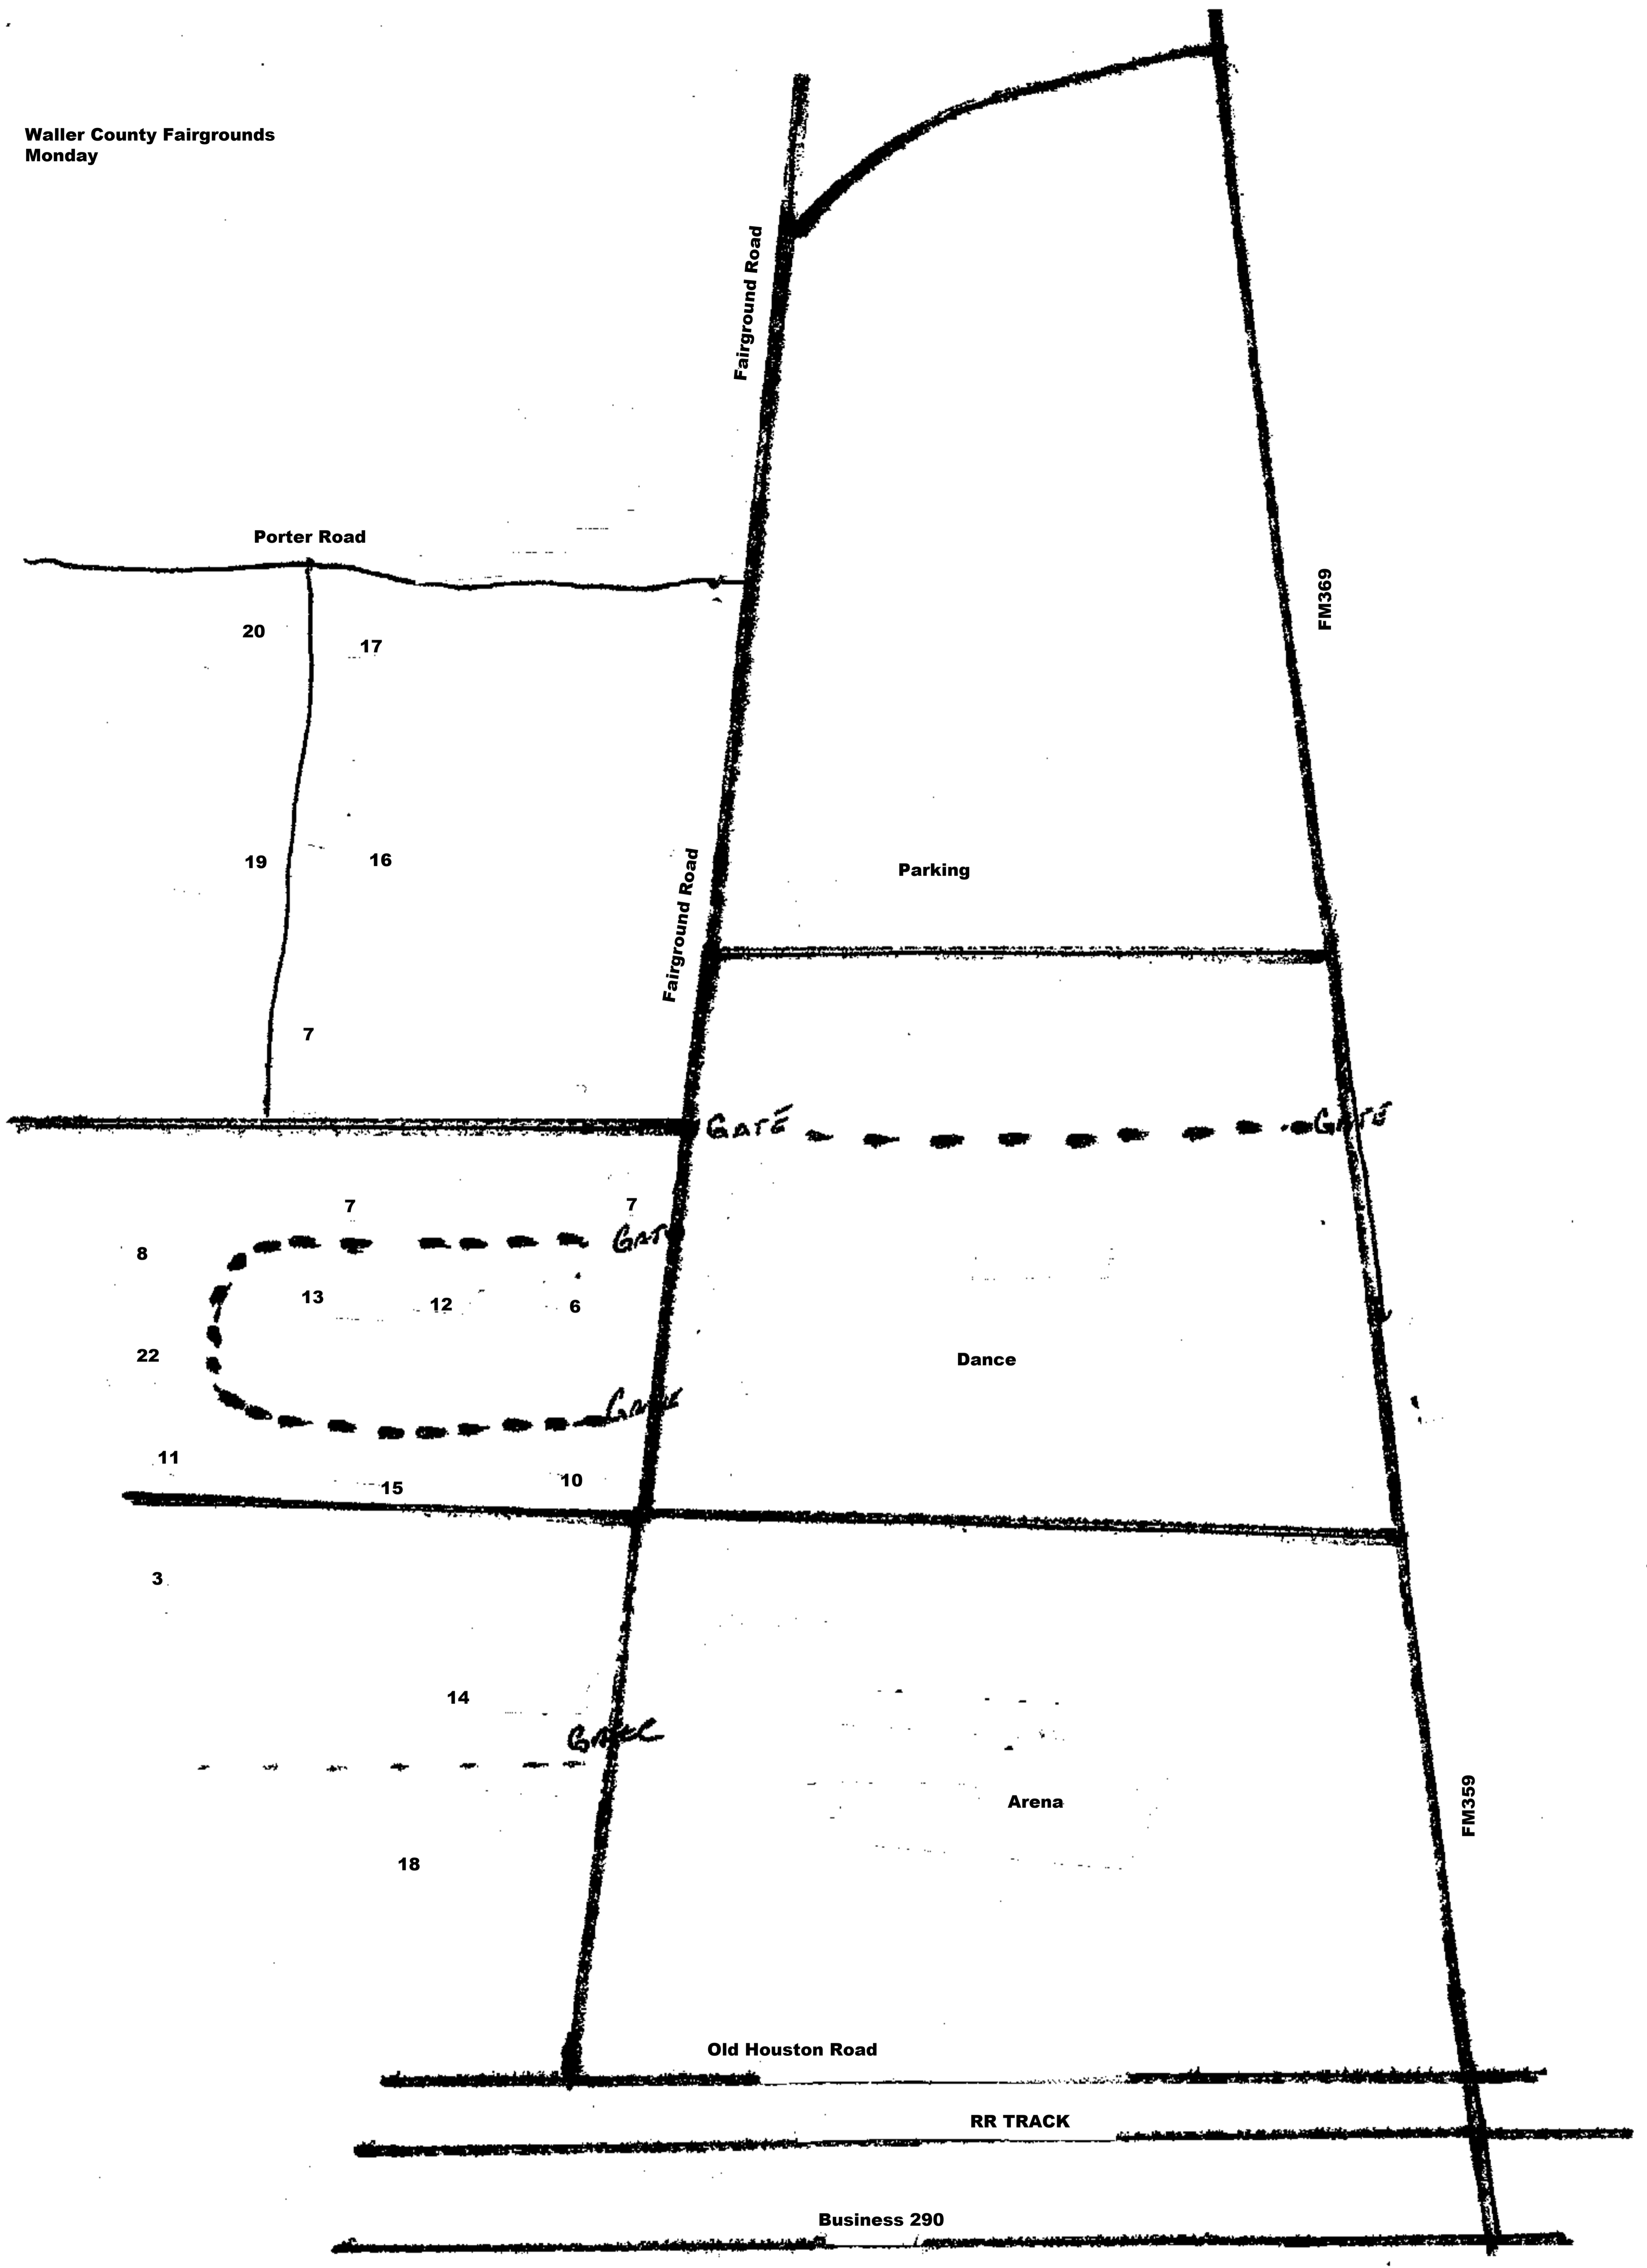 Waller County Fairgrounds
Monday
Fairground Road
Porter Road
FM369
20
17
19
16
Fairground Road
Parking
7
GATE
GATE
7
7
GATE
8
13
12
6
22
Dance
GATE
11
15
10
3
14
GATE
Arena
FM359
18
Old Houston Road
RR TRACK
Business 290